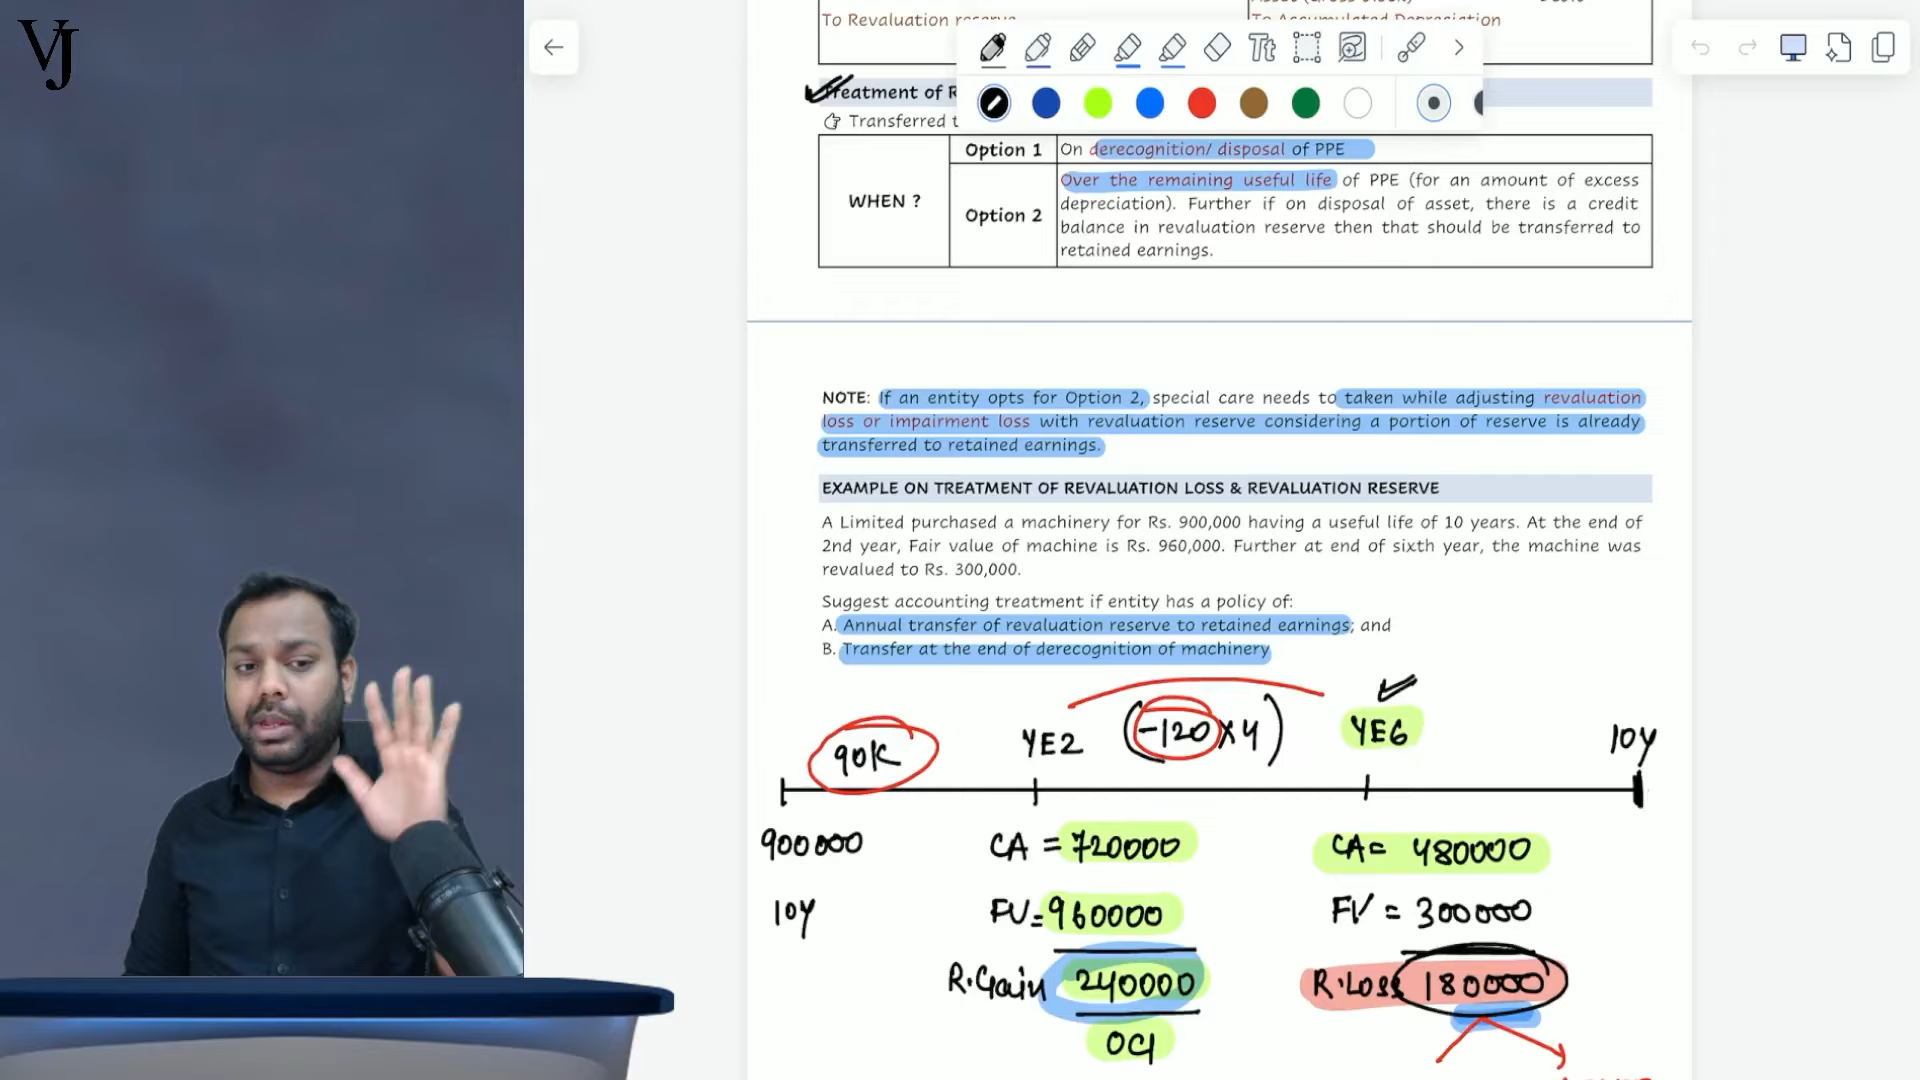 VJ
To Revaluation reserve
To Accumulated Depreciation
Tt
Treatment of R
Transferred t
WHEN ?
Option 1
On derecognition/ disposal of PPE
Option 2
Over the remaining useful life of PPE (for an amount of excess
depreciation). Further if on disposal of asset, there is a credit
balance in revaluation reserve then that should be transferred to
retained earnings.
NOTE: If an entity opts for Option 2, special care needs to taken while adjusting revaluation
loss or impairment loss with revaluation reserve considering a portion of reserve is already
transferred to retained earnings.
EXAMPLE ON TREATMENT OF REVALUATION LOSS & REVALUATION RESERVE
A Limited purchased a machinery for Rs. 900,000 having a useful life of 10 years. At the end of
2nd year, Fair value of machine is Rs. 960,000. Further at end of sixth year, the machine was
revalued to Rs. 300,000.
Suggest accounting treatment if entity has a policy of:
A. Annual transfer of revaluation reserve to retained earnings; and
B. Transfer at the end of derecognition of machinery
90K YE2 (-120x4) YE6 10Y
900000 CA = 720000 CA= 480000
10Y FV=960000 FV = 300000
R.Gain 240000 R.Loss 180000
OCI